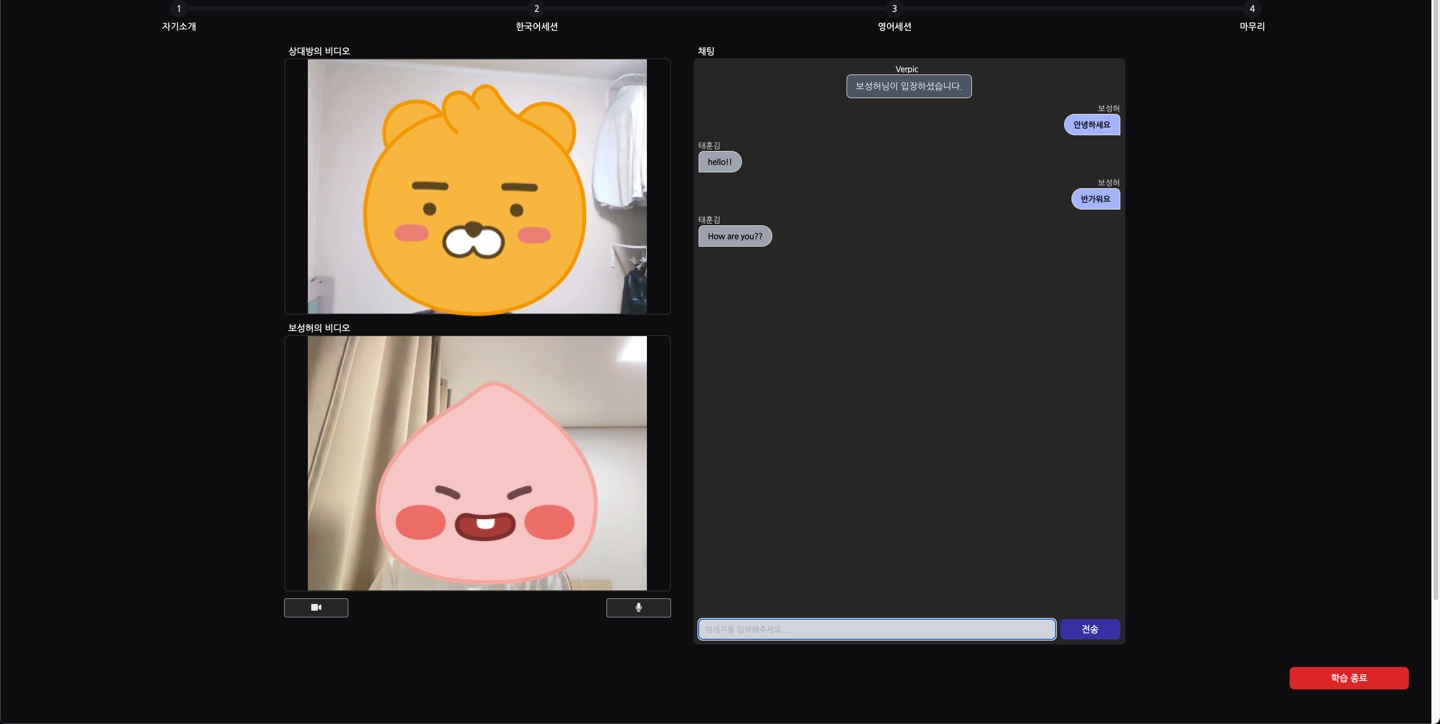 1
자기소개
2
한국어세션
3
영어세션
4
마무리
상대방의 비디오
보성허의 비디오
채팅
Verpic
보성허님이 입장하셨습니다.
보성허
안녕하세요
태훈김
hello!!
보성허
반가워요
태훈김
How are you??
메세지를 입력해주세요...
전송
학습 종료